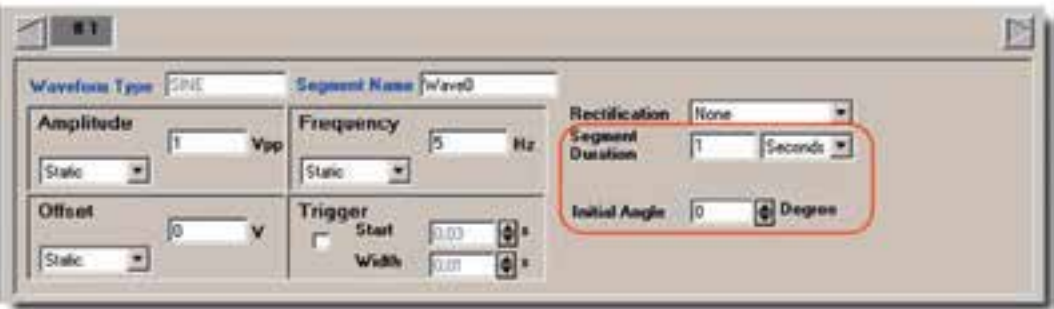 # 1
Waveform Type SINE
Segment Name Wave0
Amplitude
1 Vpp
Static
Frequency
5 Hz
Static
Rectification None
Segment Duration 1 Seconds
Initial Angle 0 Degree
Offset
0 V
Static
Trigger
Start 0.03 s
Width 0.01 s